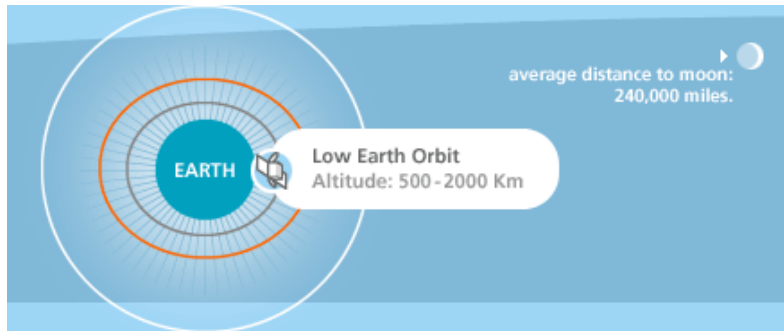 average distance to moon:
240,000 miles.
EARTH
Low Earth Orbit
Altitude: 500-2000 Km